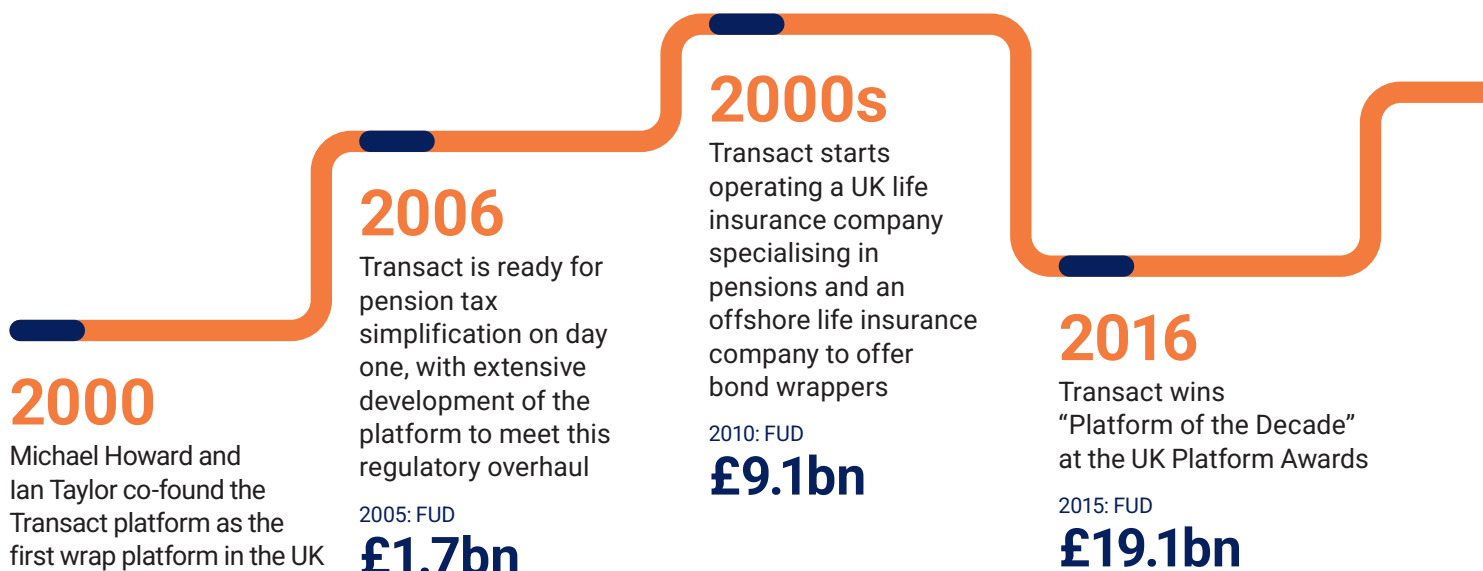 2000
Michael Howard and
Ian Taylor co-found the
Transact platform as the
first wrap platform in the UK
2006
Transact is ready for
pension tax
simplification on day
one, with extensive
development of the
platform to meet this
regulatory overhaul
2005: FUD
£1.7bn
2000s
Transact starts
operating a UK life
insurance company
specialising in
pensions and an
offshore life insurance
company to offer
bond wrappers
2010: FUD
£9.1bn
2016
Transact wins
“Platform of the Decade”
at the UK Platform Awards
2015: FUD
£19.1bn